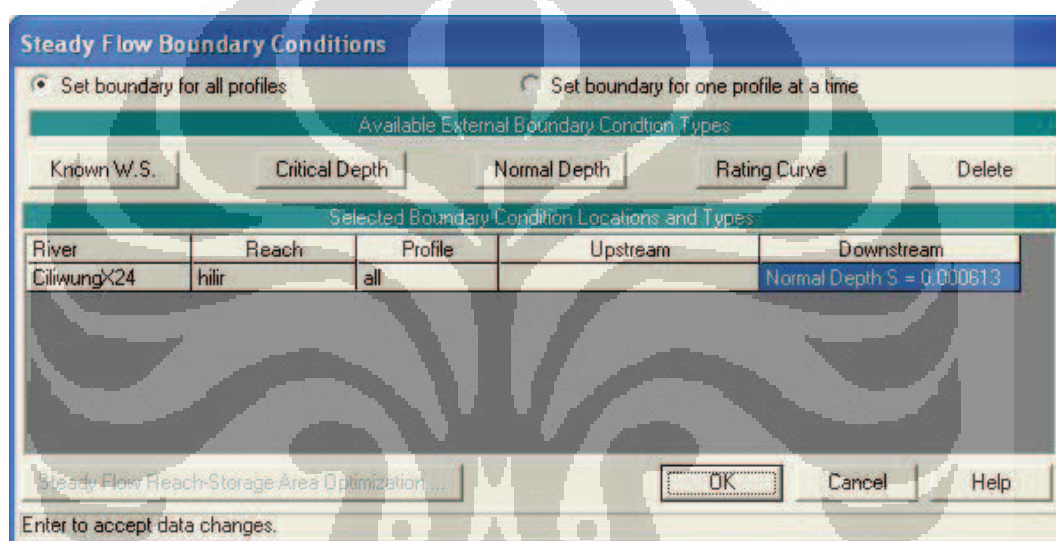 Steady Flow Boundary Conditions
Set boundary for all profiles Set boundary for one profile at a time
Available External Boundary Condtion Types
Known W.S. Critical Depth Normal Depth Rating Curve Delete
Selected Boundary Condition Locations and Types
River Reach Profile Upstream Downstream
CiliwungX24 hilir all Normal Depth S = 0.000613
Steady Flow Reach-Storage Area Optimization ...
OK Cancel Help
Enter to accept data changes.